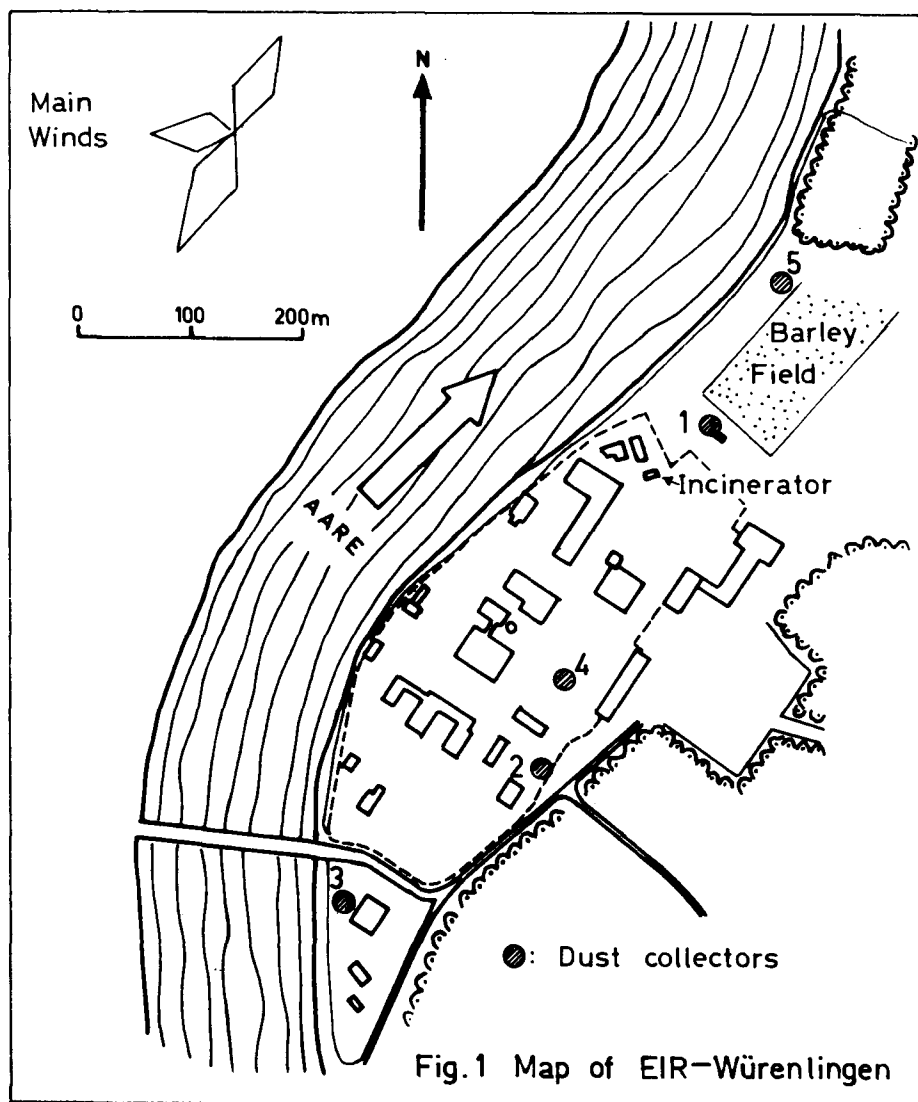 Main
Winds
N
0 100 200m
5
Barley
Field
1
Incinerator
AARE
4
2
3
: Dust collectors
Fig.1 Map of EIR-Würenlingen